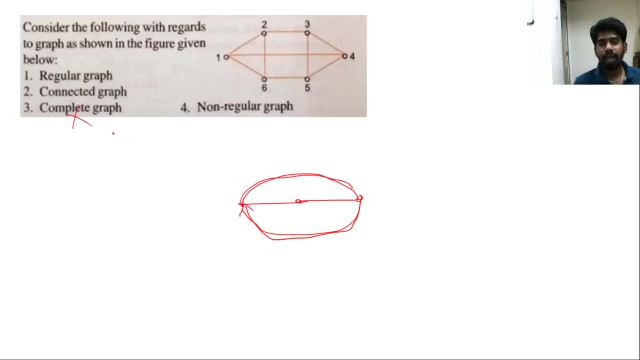 Consider the following with regards
to graph as shown in the figure given
below:
1. Regular graph
2. Connected graph
3. Complete graph
4. Non-regular graph
2 3
1 4
6 5